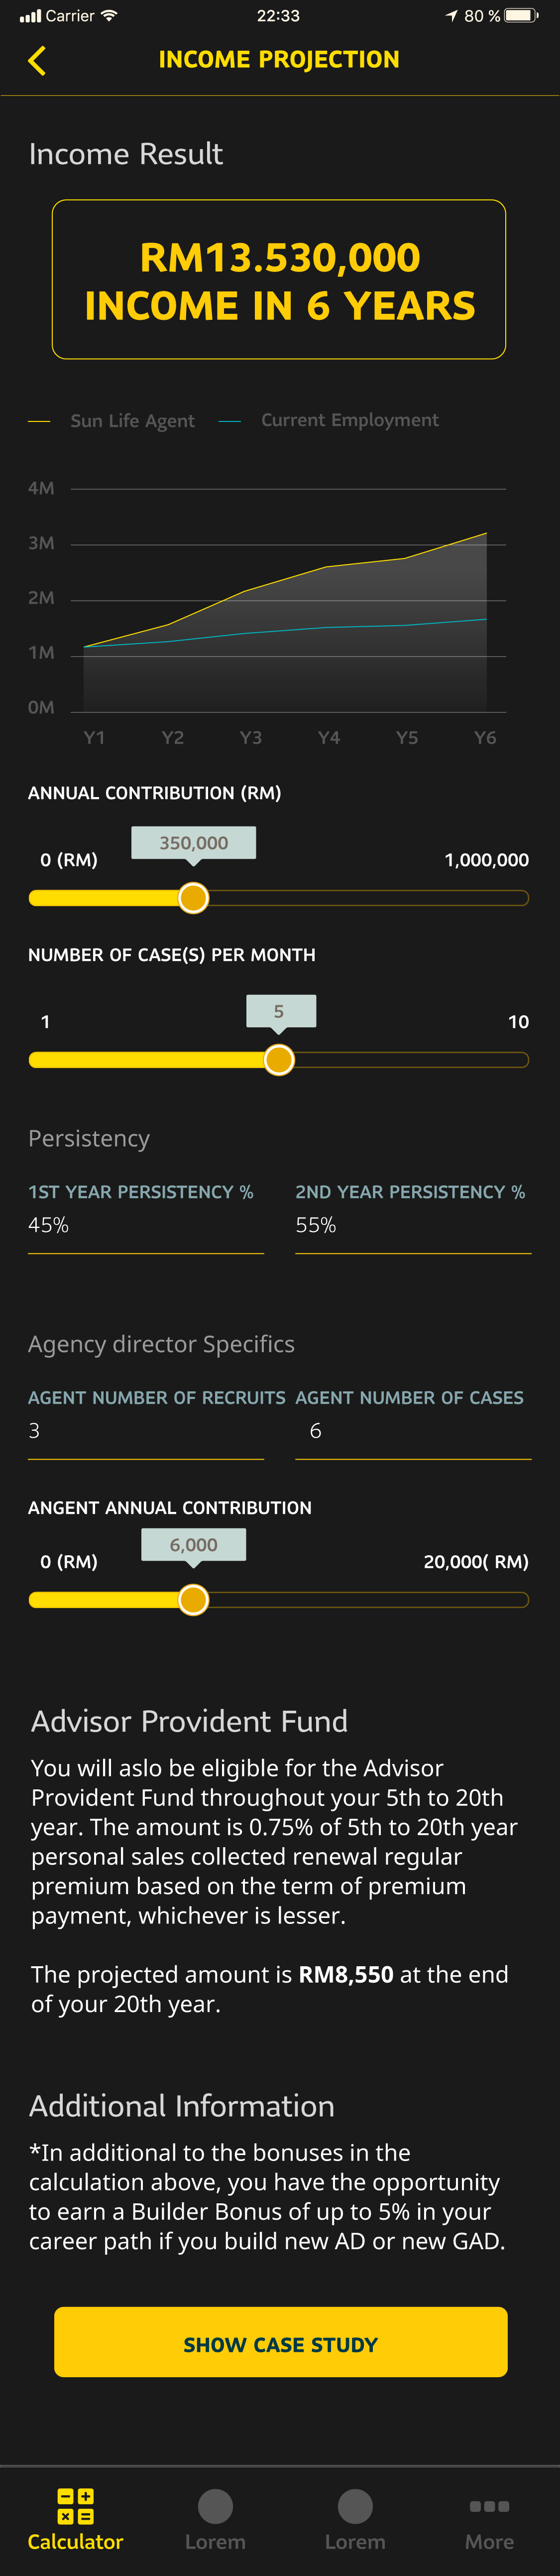 Carrier 22:33 80 %
INCOME PROJECTION
Income Result
RM13.530,000
INCOME IN 6 YEARS
Sun Life Agent Current Employment
4M
3M
2M
1M
0M
Y1 Y2 Y3 Y4 Y5 Y6
ANNUAL CONTRIBUTION (RM)
350,000
0 (RM) 1,000,000
NUMBER OF CASE(S) PER MONTH
5
1 10
Persistency
1ST YEAR PERSISTENCY % 2ND YEAR PERSISTENCY %
45% 55%
Agency director Specifics
AGENT NUMBER OF RECRUITS AGENT NUMBER OF CASES
3 6
ANGENT ANNUAL CONTRIBUTION
6,000
0 (RM) 20,000( RM)
Advisor Provident Fund
You will aslo be eligible for the Advisor
Provident Fund throughout your 5th to 20th
year. The amount is 0.75% of 5th to 20th year
personal sales collected renewal regular
premium based on the term of premium
payment, whichever is lesser.
The projected amount is RM8,550 at the end
of your 20th year.
Additional Information
*In additional to the bonuses in the
calculation above, you have the opportunity
to earn a Builder Bonus of up to 5% in your
career path if you build new AD or new GAD.
SHOW CASE STUDY
Calculator Lorem Lorem More